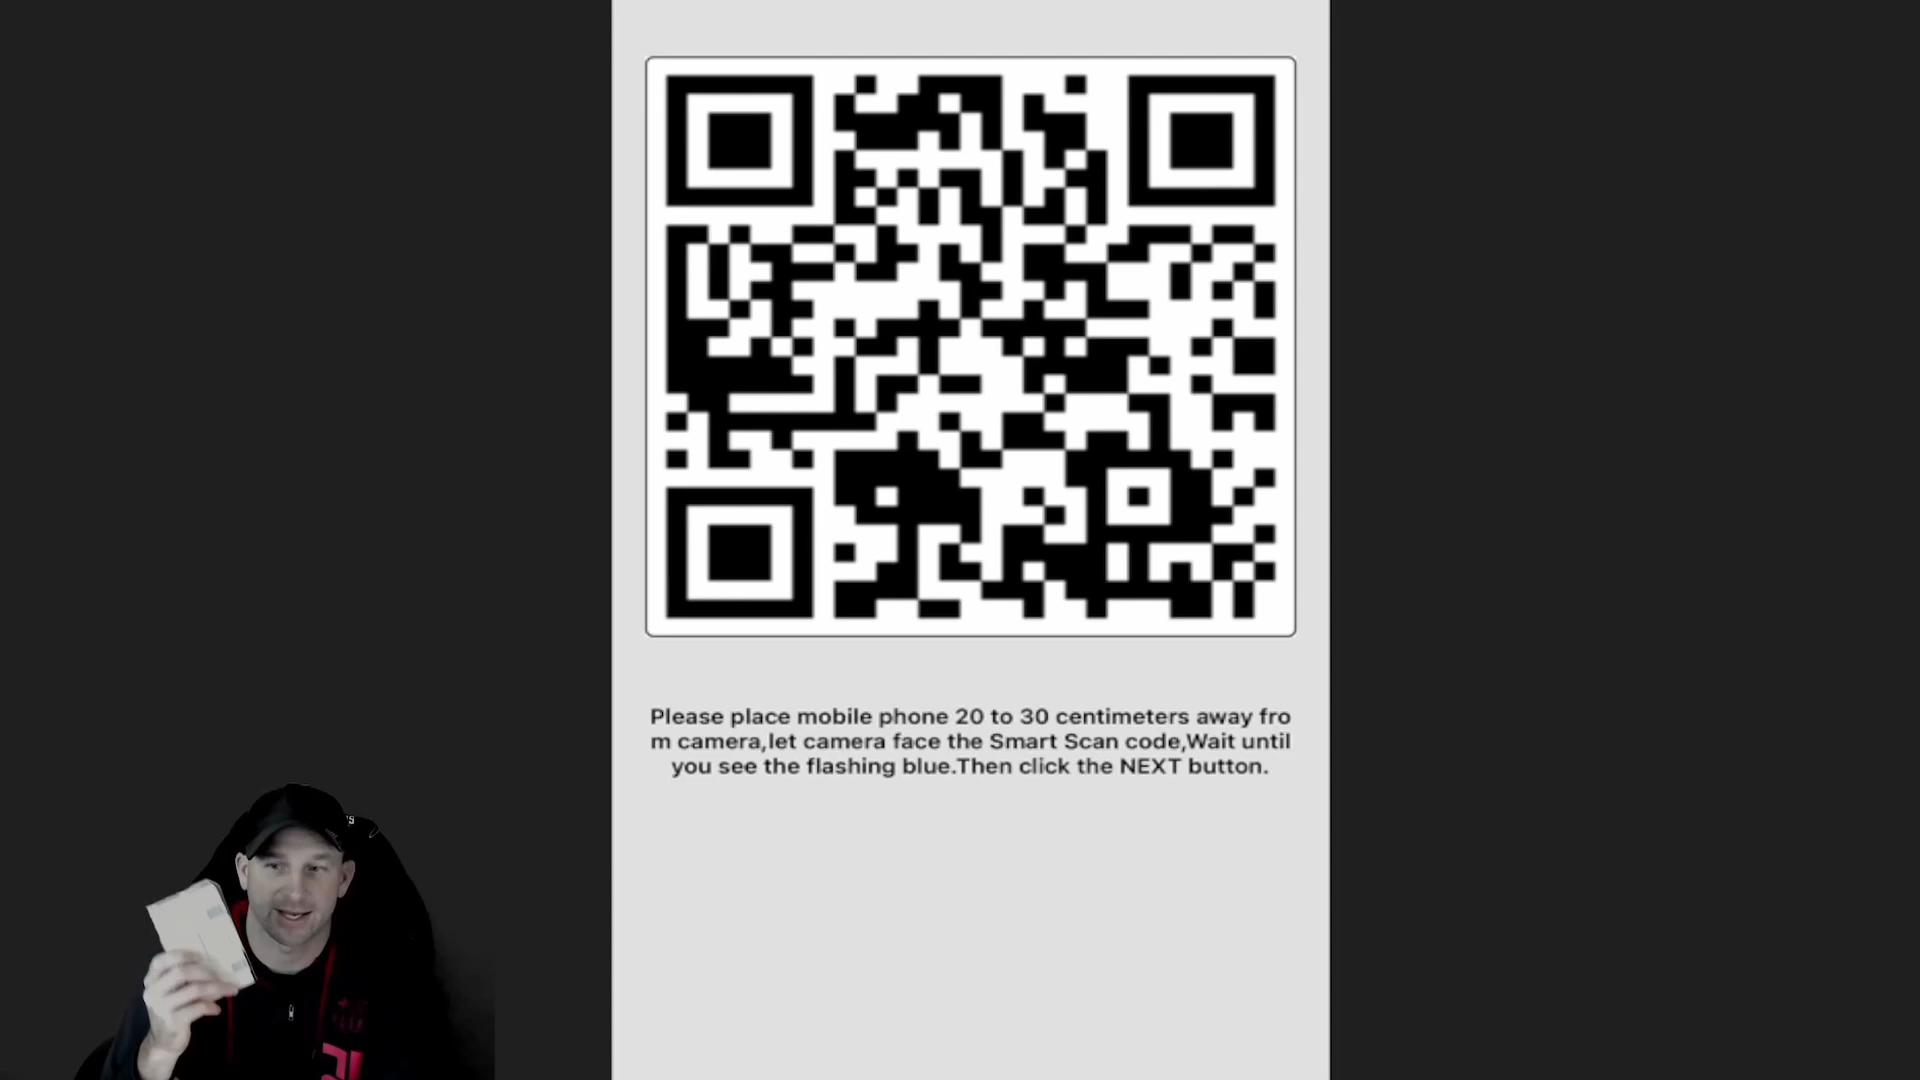 Please place mobile phone 20 to 30 centimeters away fro
m camera,let camera face the Smart Scan code,Wait until
you see the flashing blue.Then click the NEXT button.